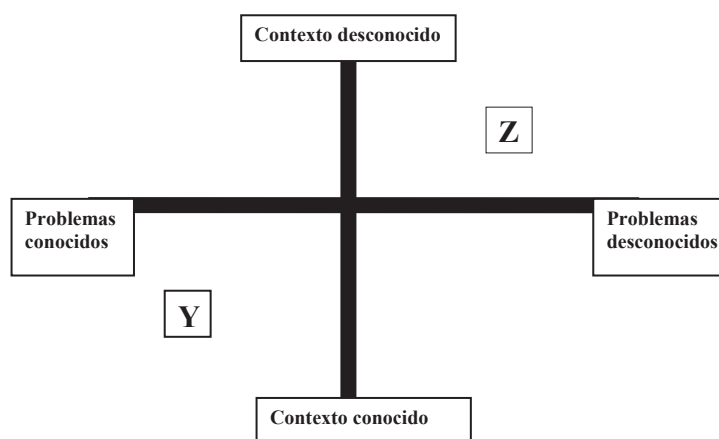 Contexto desconocido
Z
Problemas
conocidos
Problemas
desconocidos
Y
Contexto conocido